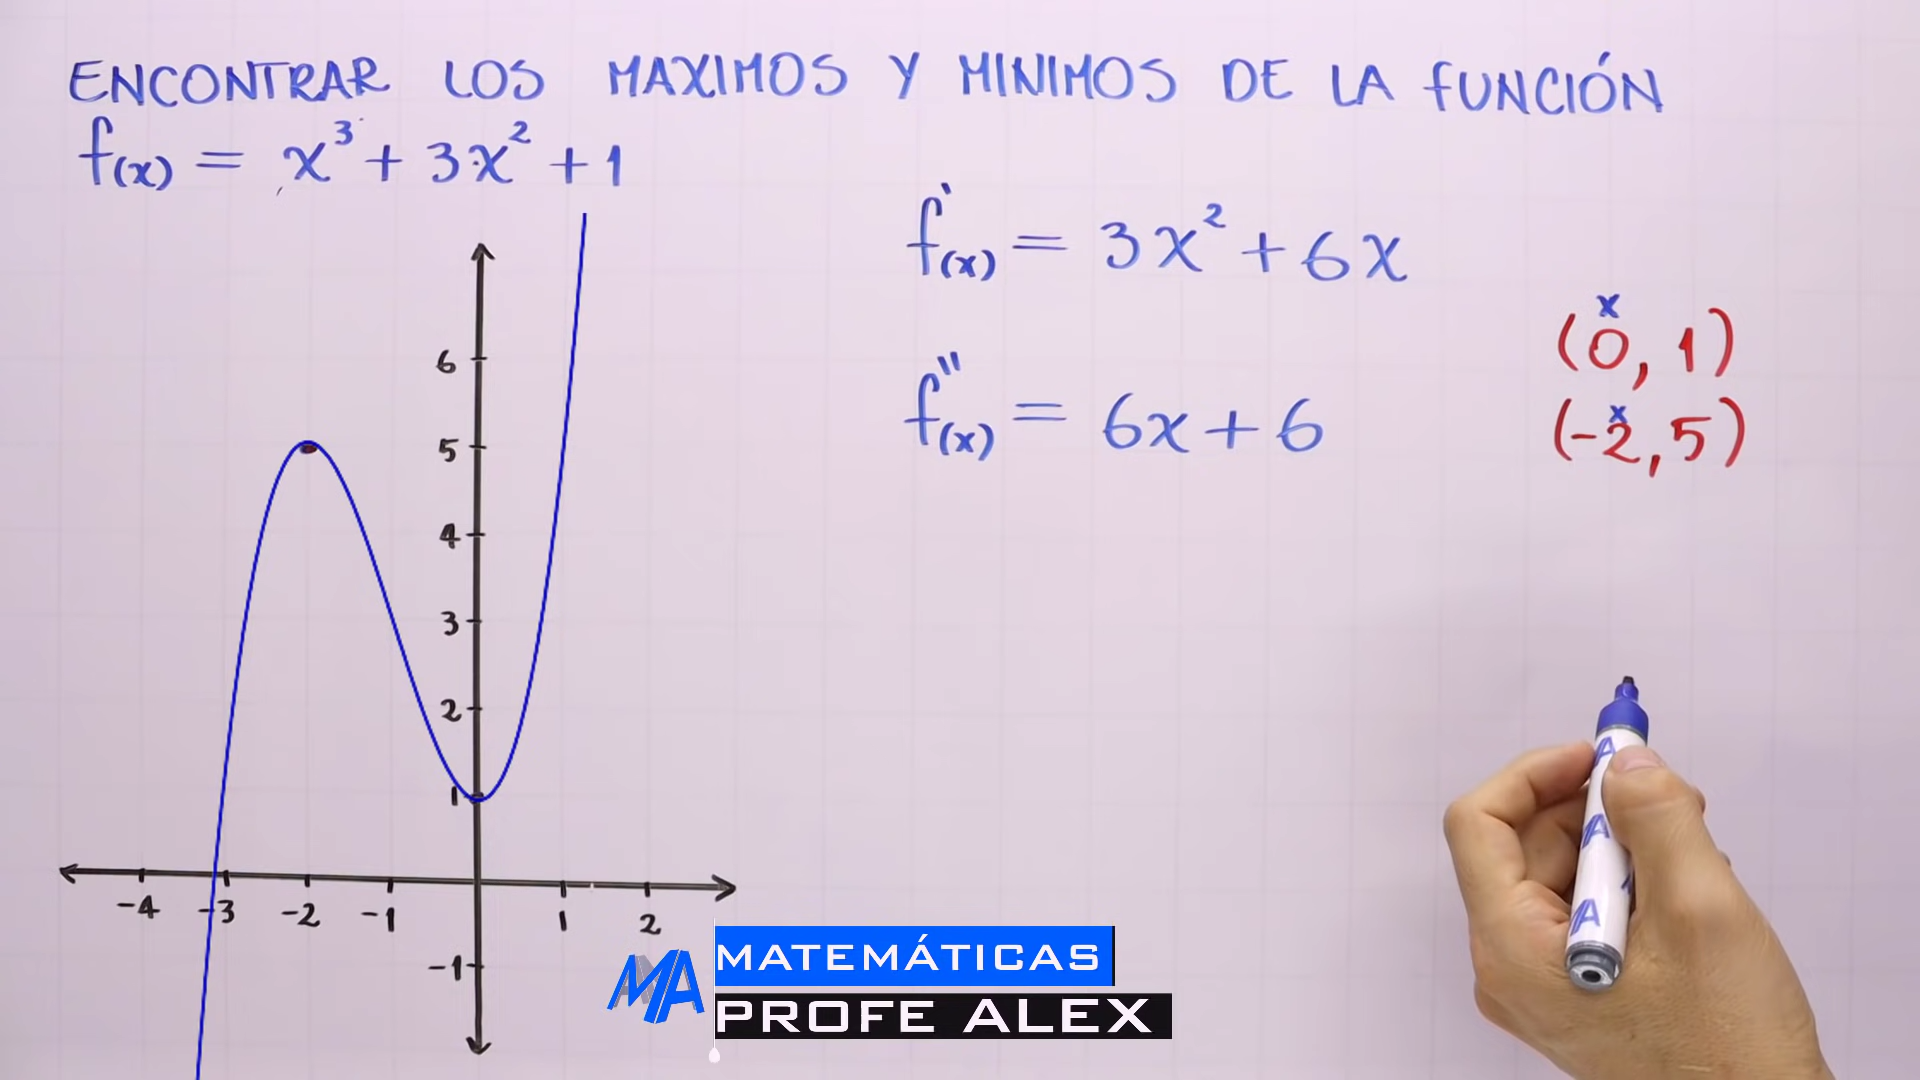 ENCONTRAR LOS MAXIMOS Y MINIMOS DE LA fUNCIÓN
f(x) = x³ + 3x² + 1
f'(x) = 3x² + 6x
x
(0, 1)
f''(x) = 6x + 6
x
(-2, 5)
6
5
4
3
2
1
-4 -3 -2 -1 1 2
-1
MA MATEMÁTICAS
PROFE ALEX
A
A
A